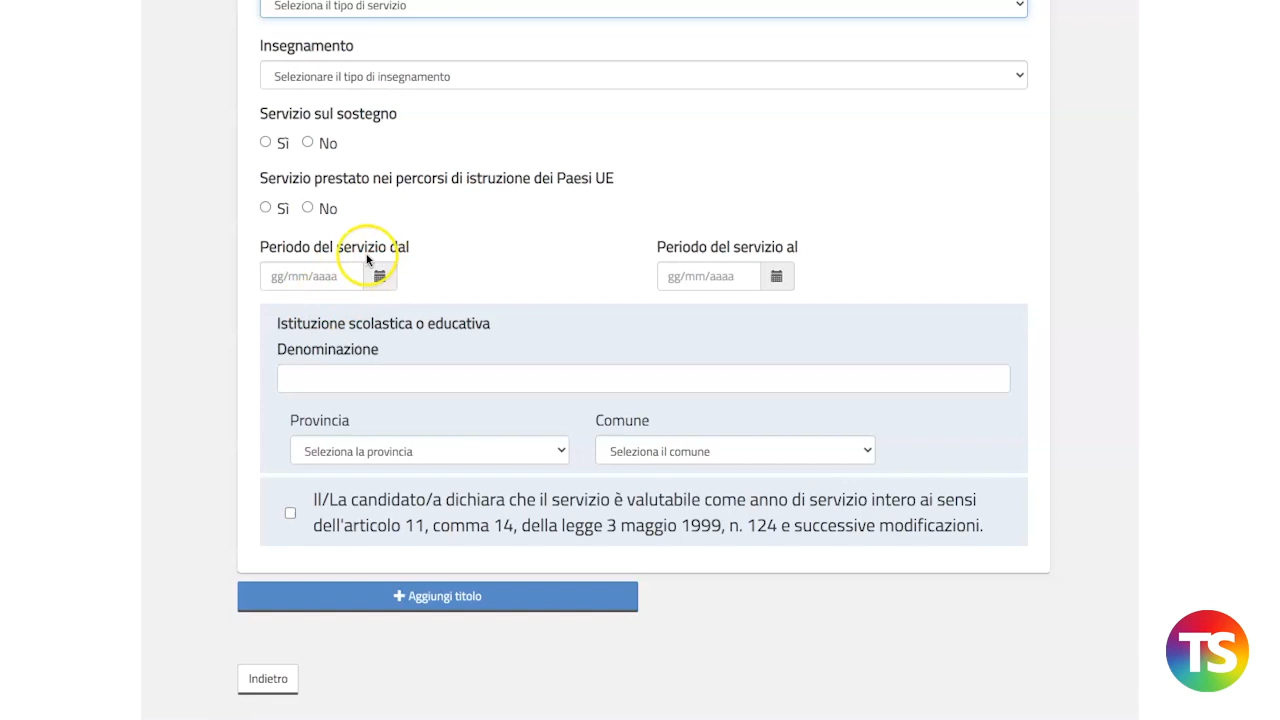 Seleziona il tipo di servizio
Insegnamento
Selezionare il tipo di insegnamento
Servizio sul sostegno
Sì No
Servizio prestato nei percorsi di istruzione dei Paesi UE
Sì No
Periodo del servizio dal Periodo del servizio al
gg/mm/aaaa gg/mm/aaaa
Istituzione scolastica o educativa
Denominazione
Provincia Comune
Seleziona la provincia Seleziona il comune
Il/La candidato/a dichiara che il servizio è valutabile come anno di servizio intero ai sensi
dell'articolo 11, comma 14, della legge 3 maggio 1999, n. 124 e successive modificazioni.
+ Aggiungi titolo
TS
Indietro